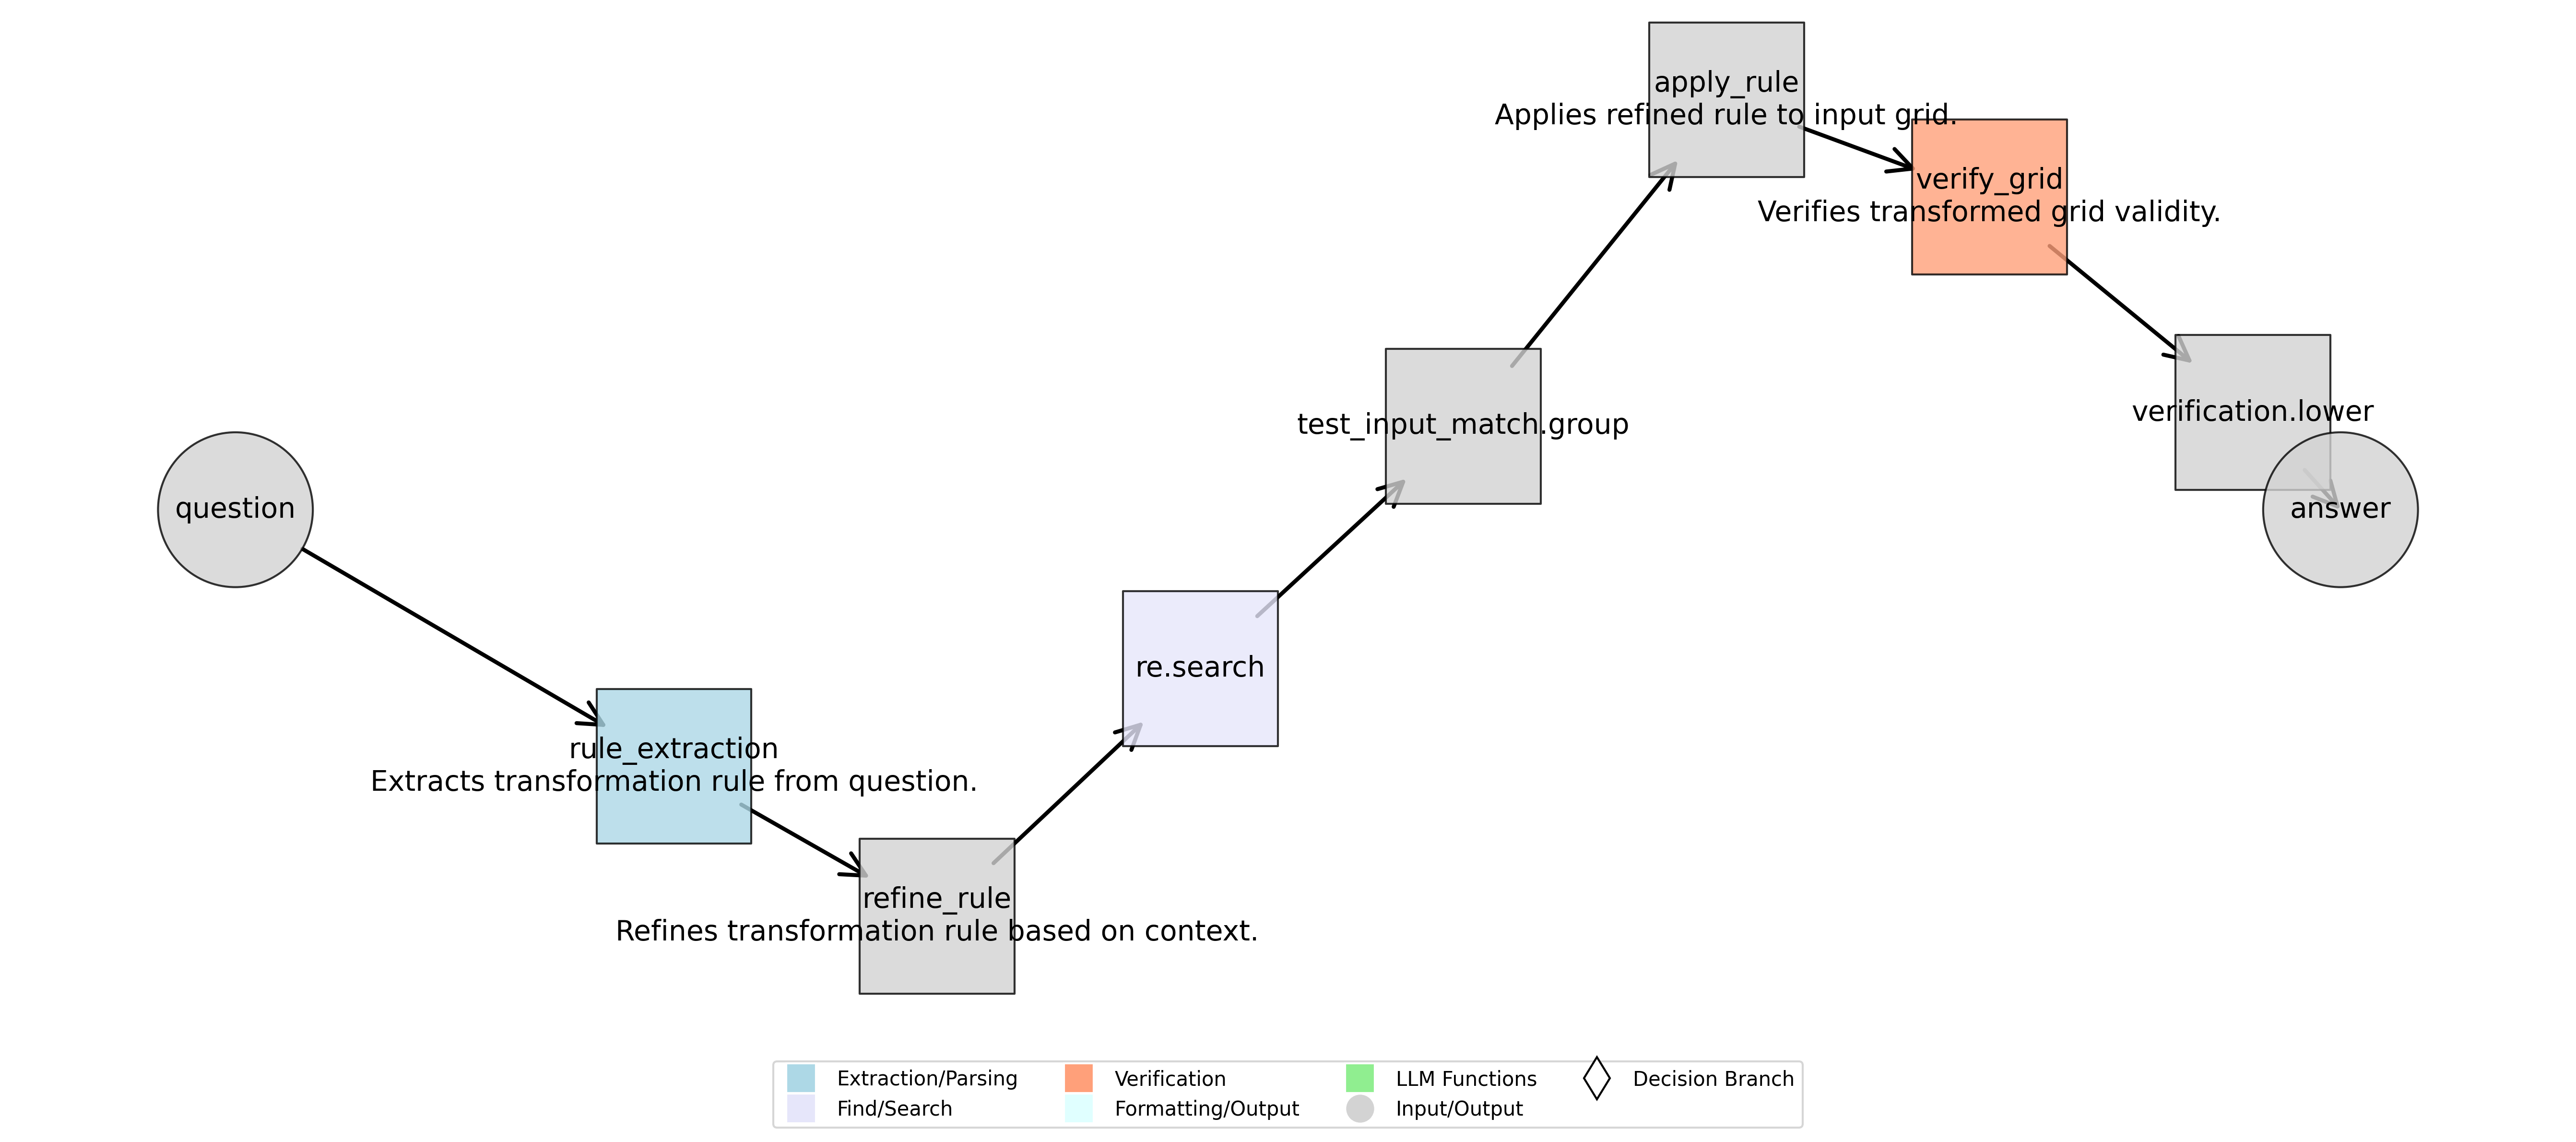 apply_rule
Applies refined rule to input grid.
verify_grid
Verifies transformed grid validity.
test_input_match.group
verification.lower
question
answer
re.search
rule_extraction
Extracts transformation rule from question.
refine_rule
Refines transformation rule based on context.
Extraction/Parsing
Find/Search
Verification
Formatting/Output
LLM Functions
Input/Output
Decision Branch